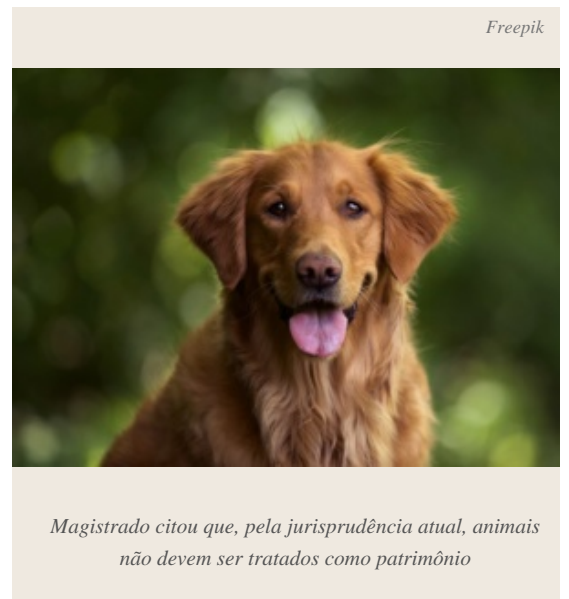 Freepik
Magistrado citou que, pela jurisprudência atual, animais
não devem ser tratados como patrimônio